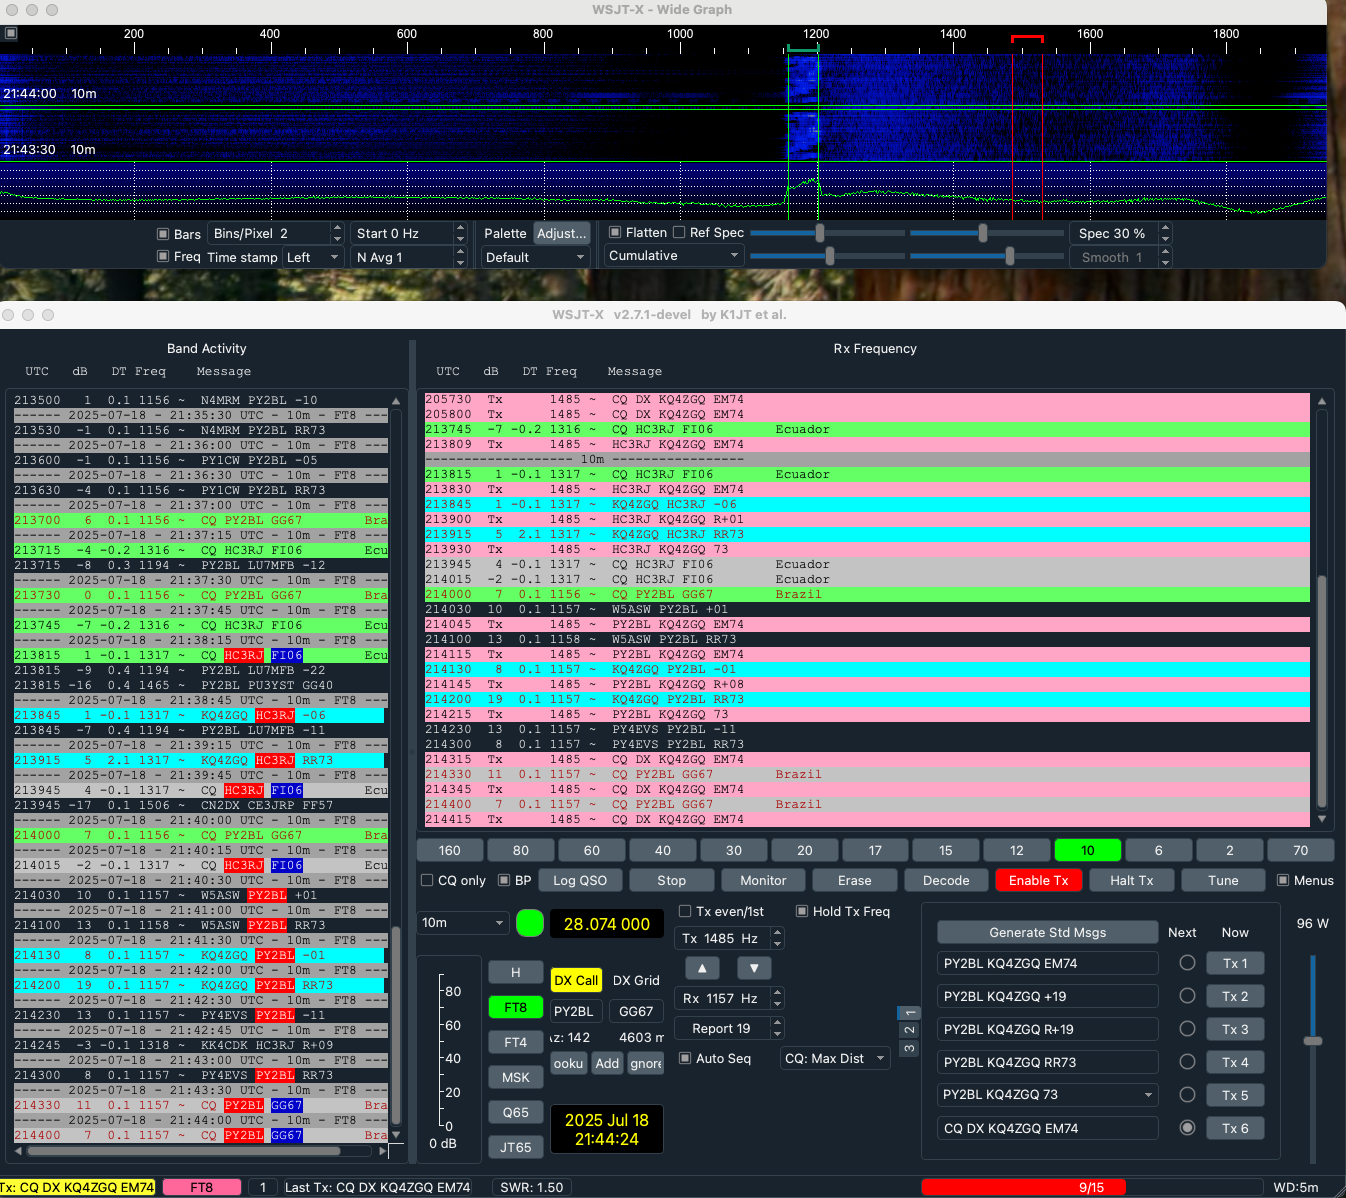 WSJT-X - Wide Graph
200 400 600 800 1000 1200 1400 1600 1800
21:44:00 10m
21:43:30 10m
Bars Bins/Pixel 2 Start 0 Hz Palette Adjust... Flatten Ref Spec Spec 30 %
Freq Time stamp Left N Avg 1 Default Cumulative Smooth 1
WSJT-X v2.7.1-devel by K1JT et al.
Band Activity
UTC dB DT Freq Message
213500 1 0.1 1156 ~ N4MRM PY2BL -10
------ 2025-07-18 - 21:35:30 UTC - 10m - FT8 ---
213530 -1 0.1 1156 ~ N4MRM PY2BL RR73
------ 2025-07-18 - 21:36:00 UTC - 10m - FT8 ---
213600 -1 0.1 1156 ~ PY1CW PY2BL -05
------ 2025-07-18 - 21:36:30 UTC - 10m - FT8 ---
213630 -4 0.1 1156 ~ PY1CW PY2BL RR73
------ 2025-07-18 - 21:37:00 UTC - 10m - FT8 ---
213700 6 0.1 1156 ~ CQ PY2BL GG67 Bra
------ 2025-07-18 - 21:37:15 UTC - 10m - FT8 ---
213715 -4 -0.2 1316 ~ CQ HC3RJ FI06 Ecu
213715 -8 0.3 1194 ~ PY2BL LU7MFB -12
------ 2025-07-18 - 21:37:30 UTC - 10m - FT8 ---
213730 0 0.1 1156 ~ CQ PY2BL GG67 Bra
------ 2025-07-18 - 21:37:45 UTC - 10m - FT8 ---
213745 -7 -0.2 1316 ~ CQ HC3RJ FI06 Ecu
------ 2025-07-18 - 21:38:15 UTC - 10m - FT8 ---
213815 1 -0.1 1317 ~ CQ HC3RJ FI06 Ecu
213815 -9 0.4 1194 ~ PY2BL LU7MFB -22
213815 -16 0.4 1465 ~ PY2BL PU3YST GG40
------ 2025-07-18 - 21:38:45 UTC - 10m - FT8 ---
213845 1 -0.1 1317 ~ KQ4ZGQ HC3RJ -06
213845 -7 0.4 1194 ~ PY2BL LU7MFB -11
------ 2025-07-18 - 21:39:15 UTC - 10m - FT8 ---
213915 5 2.1 1317 ~ KQ4ZGQ HC3RJ RR73
------ 2025-07-18 - 21:39:45 UTC - 10m - FT8 ---
213945 4 -0.1 1317 ~ CQ HC3RJ FI06 Ecu
213945 -17 0.1 1506 ~ CN2DX CE3JRP FF57
------ 2025-07-18 - 21:40:00 UTC - 10m - FT8 ---
214000 7 0.1 1156 ~ CQ PY2BL GG67 Bra
------ 2025-07-18 - 21:40:15 UTC - 10m - FT8 ---
214015 -2 -0.1 1317 ~ CQ HC3RJ FI06 Ecu
------ 2025-07-18 - 21:40:30 UTC - 10m - FT8 ---
214030 10 0.1 1157 ~ W5ASW PY2BL +01
------ 2025-07-18 - 21:41:00 UTC - 10m - FT8 ---
214100 13 0.1 1158 ~ W5ASW PY2BL RR73
------ 2025-07-18 - 21:41:30 UTC - 10m - FT8 ---
214130 8 0.1 1157 ~ KQ4ZGQ PY2BL -01
------ 2025-07-18 - 21:42:00 UTC - 10m - FT8 ---
214200 19 0.1 1157 ~ KQ4ZGQ PY2BL RR73
------ 2025-07-18 - 21:42:30 UTC - 10m - FT8 ---
214230 13 0.1 1157 ~ PY4EVS PY2BL -11
------ 2025-07-18 - 21:42:45 UTC - 10m - FT8 ---
214245 -3 -0.1 1318 ~ KK4CDK HC3RJ R+09
------ 2025-07-18 - 21:43:00 UTC - 10m - FT8 ---
214300 8 0.1 1157 ~ PY4EVS PY2BL RR73
------ 2025-07-18 - 21:43:30 UTC - 10m - FT8 ---
214330 11 0.1 1157 ~ CQ PY2BL GG67 Bra
------ 2025-07-18 - 21:44:00 UTC - 10m - FT8 ---
214400 7 0.1 1157 ~ CQ PY2BL GG67 Bra
Rx Frequency
UTC dB DT Freq Message
205730 Tx 1485 ~ CQ DX KQ4ZGQ EM74
205800 Tx 1485 ~ CQ DX KQ4ZGQ EM74
213745 -7 -0.2 1316 ~ CQ HC3RJ FI06 Ecuador
213809 Tx 1485 ~ HC3RJ KQ4ZGQ EM74
------------------- 10m -----------------
213815 1 -0.1 1317 ~ CQ HC3RJ FI06 Ecuador
213830 Tx 1485 ~ HC3RJ KQ4ZGQ EM74
213845 1 -0.1 1317 ~ KQ4ZGQ HC3RJ -06
213900 Tx 1485 ~ HC3RJ KQ4ZGQ R+01
213915 5 2.1 1317 ~ KQ4ZGQ HC3RJ RR73
213930 Tx 1485 ~ HC3RJ KQ4ZGQ 73
213945 4 -0.1 1317 ~ CQ HC3RJ FI06 Ecuador
214015 -2 -0.1 1317 ~ CQ HC3RJ FI06 Ecuador
214000 7 0.1 1156 ~ CQ PY2BL GG67 Brazil
214030 10 0.1 1157 ~ W5ASW PY2BL +01
214045 Tx 1485 ~ PY2BL KQ4ZGQ EM74
214100 13 0.1 1158 ~ W5ASW PY2BL RR73
214115 Tx 1485 ~ PY2BL KQ4ZGQ EM74
214130 8 0.1 1157 ~ KQ4ZGQ PY2BL -01
214145 Tx 1485 ~ PY2BL KQ4ZGQ R+08
214200 19 0.1 1157 ~ KQ4ZGQ PY2BL RR73
214215 Tx 1485 ~ PY2BL KQ4ZGQ 73
214230 13 0.1 1157 ~ PY4EVS PY2BL -11
214300 8 0.1 1157 ~ PY4EVS PY2BL RR73
214315 Tx 1485 ~ CQ DX KQ4ZGQ EM74
214330 11 0.1 1157 ~ CQ PY2BL GG67 Brazil
214345 Tx 1485 ~ CQ DX KQ4ZGQ EM74
214400 7 0.1 1157 ~ CQ PY2BL GG67 Brazil
214415 Tx 1485 ~ CQ DX KQ4ZGQ EM74
160 80 60 40 30 20 17 15 12 10 6 2 70
CQ only BP Log QSO Stop Monitor Erase Decode Enable Tx Halt Tx Tune Menus
10m 28.074 000
-80
-60
-40
-20
-0
0 dB
H
FT8
FT4
MSK
Q65
JT65
DX Call DX Grid
PY2BL GG67
z: 142 4603 m
ooku Add gnore
2025 Jul 18
21:44:24
Tx even/1st Hold Tx Freq
Tx 1485 Hz
Rx 1157 Hz
Report 19
Auto Seq CQ: Max Dist
1
2
3
Generate Std Msgs Next Now
PY2BL KQ4ZGQ EM74 Tx 1
PY2BL KQ4ZGQ +19 Tx 2
PY2BL KQ4ZGQ R+19 Tx 3
PY2BL KQ4ZGQ RR73 Tx 4
PY2BL KQ4ZGQ 73 Tx 5
CQ DX KQ4ZGQ EM74 Tx 6
96 W
Tx: CQ DX KQ4ZGQ EM74 FT8 1 Last Tx: CQ DX KQ4ZGQ EM74 SWR: 1.50 9/15 WD:5m